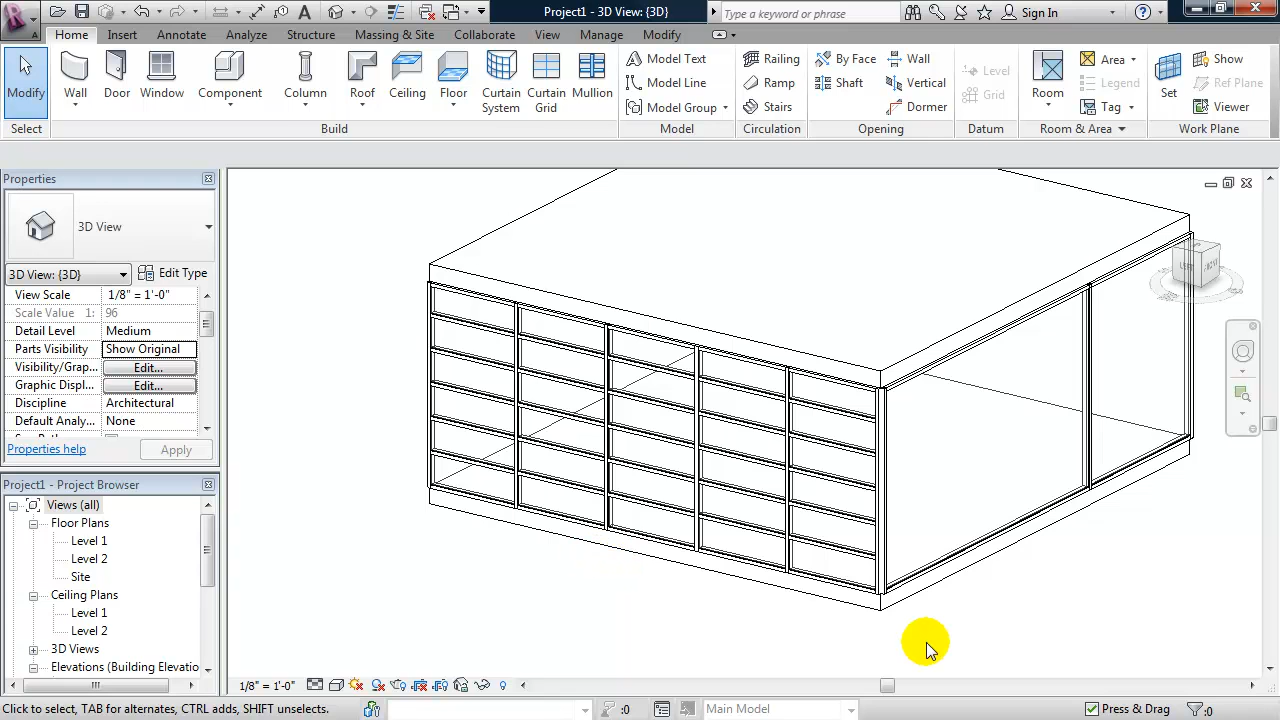 Project1 - 3D View: {3D}
Type a keyword or phrase
Sign In
Home Insert Annotate Analyze Structure Massing & Site Collaborate View Manage Modify
Modify
Wall
Door
Window
Component
Column
Roof
Ceiling
Floor
Curtain System
Curtain Grid
Mullion
Model Text
Model Line
Model Group
Railing
Ramp
Stairs
By Face
Shaft
Wall
Vertical
Dormer
Level
Grid
Room
Area
Legend
Tag
Set
Show
Ref Plane
Viewer
Select Build Model Circulation Opening Datum Room & Area Work Plane
Properties
3D View
3D View: {3D} Edit Type
View Scale 1/8" = 1'-0"
Scale Value 1: 96
Detail Level Medium
Parts Visibility Show Original
Visibility/Grap... Edit...
Graphic Displ... Edit...
Discipline Architectural
Default Analy... None
Properties help Apply
Project1 - Project Browser
Views (all)
Floor Plans
Level 1
Level 2
Site
Ceiling Plans
Level 1
Level 2
3D Views
Elevations (Building Elevatio
1/8" = 1'-0"
Click to select, TAB for alternates, CTRL adds, SHIFT unselects. :0 Main Model Press & Drag :0